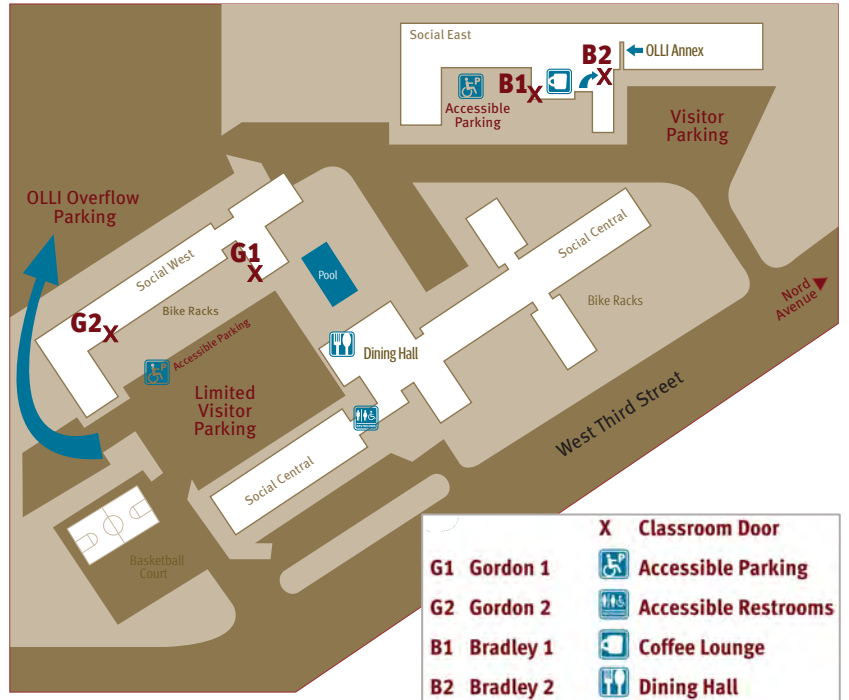 Social East
B2
OLLI Annex
B1
X
X
Accessible
Parking
Visitor
Parking
OLLI Overflow
Parking
Social West
G1
X
Pool
Social Central
Nord
Avenue
Bike Racks
Bike Racks
G2
X
Accessible Parking
P
Dining Hall
Limited
Visitor
Parking
West Third Street
Social Central
Basketball
Court
X Classroom Door
G1 Gordon 1
P Accessible Parking
G2 Gordon 2
Accessible Restrooms
B1 Bradley 1
Coffee Lounge
B2 Bradley 2
Dining Hall